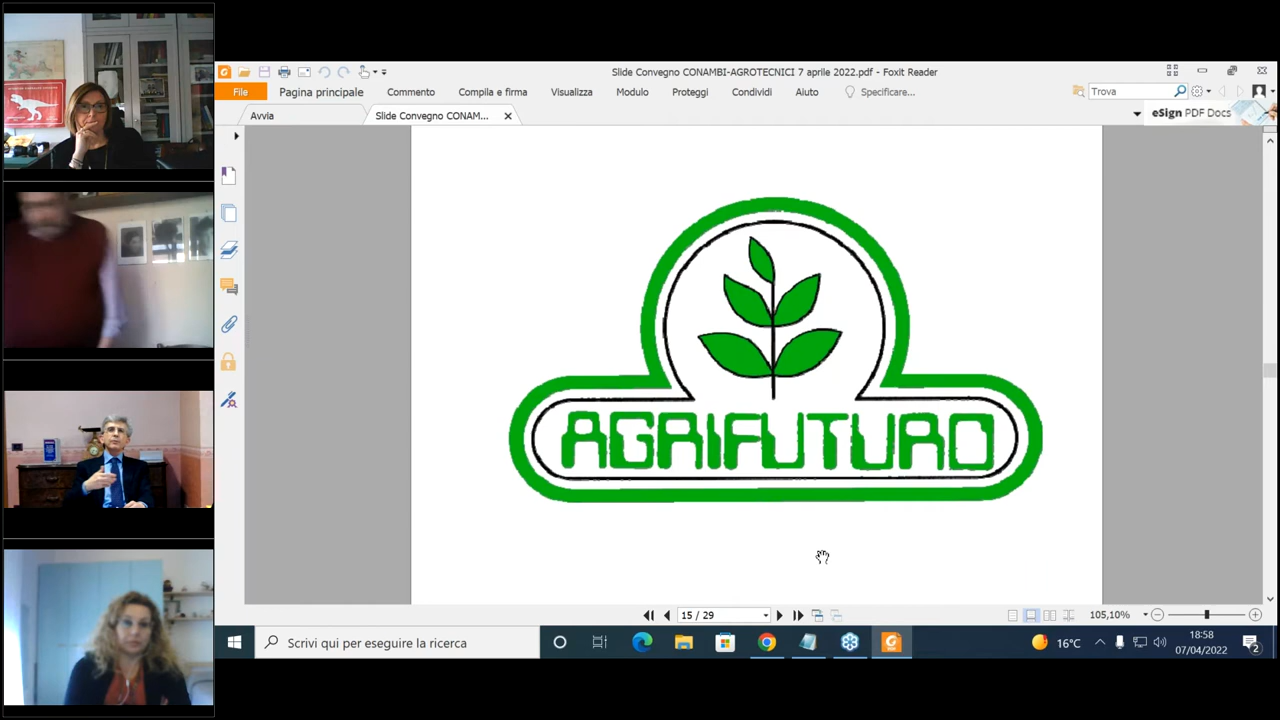 Slide Convegno CONAMBI-AGROTECNICI 7 aprile 2022.pdf - Foxit Reader
File Pagina principale Commento Compila e firma Visualizza Modulo Proteggi Condividi Aiuto Specificare... Trova
Avvia Slide Convegno CONAM... eSign PDF Docs
AGRIFUTURO
15 / 29 105,10%
Scrivi qui per eseguire la ricerca 16°C 18:58
07/04/2022 2